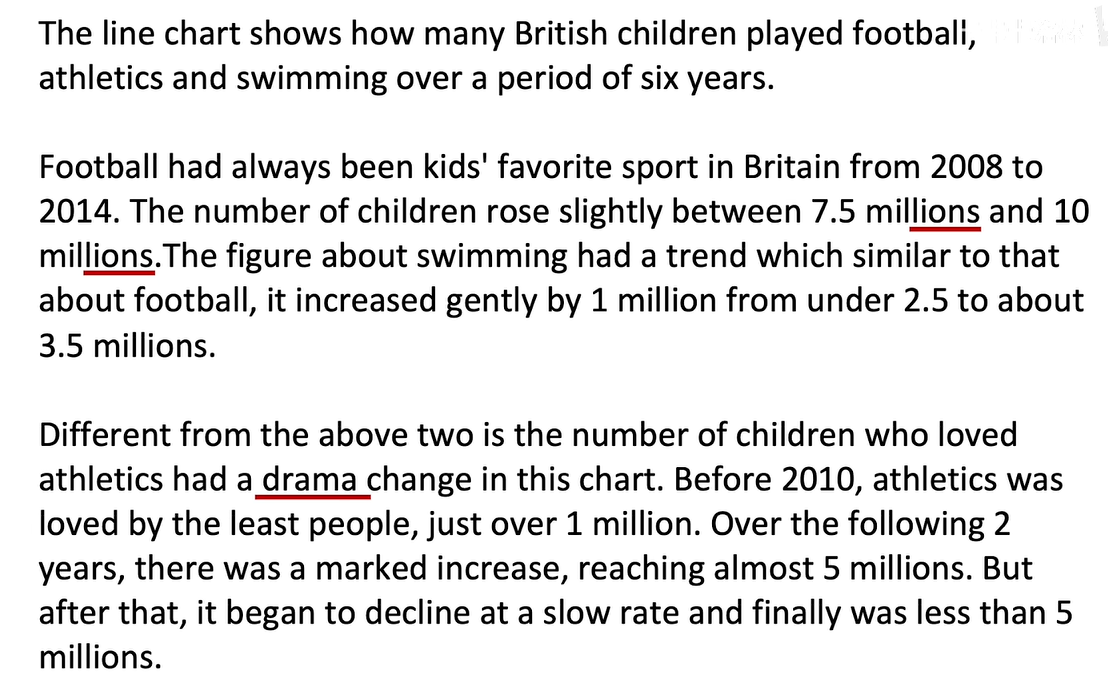 The line chart shows how many British children played football,
athletics and swimming over a period of six years.
Football had always been kids' favorite sport in Britain from 2008 to
2014. The number of children rose slightly between 7.5 millions and 10
millions.The figure about swimming had a trend which similar to that
about football, it increased gently by 1 million from under 2.5 to about
3.5 millions.
Different from the above two is the number of children who loved
athletics had a drama change in this chart. Before 2010, athletics was
loved by the least people, just over 1 million. Over the following 2
years, there was a marked increase, reaching almost 5 millions. But
after that, it began to decline at a slow rate and finally was less than 5
millions.